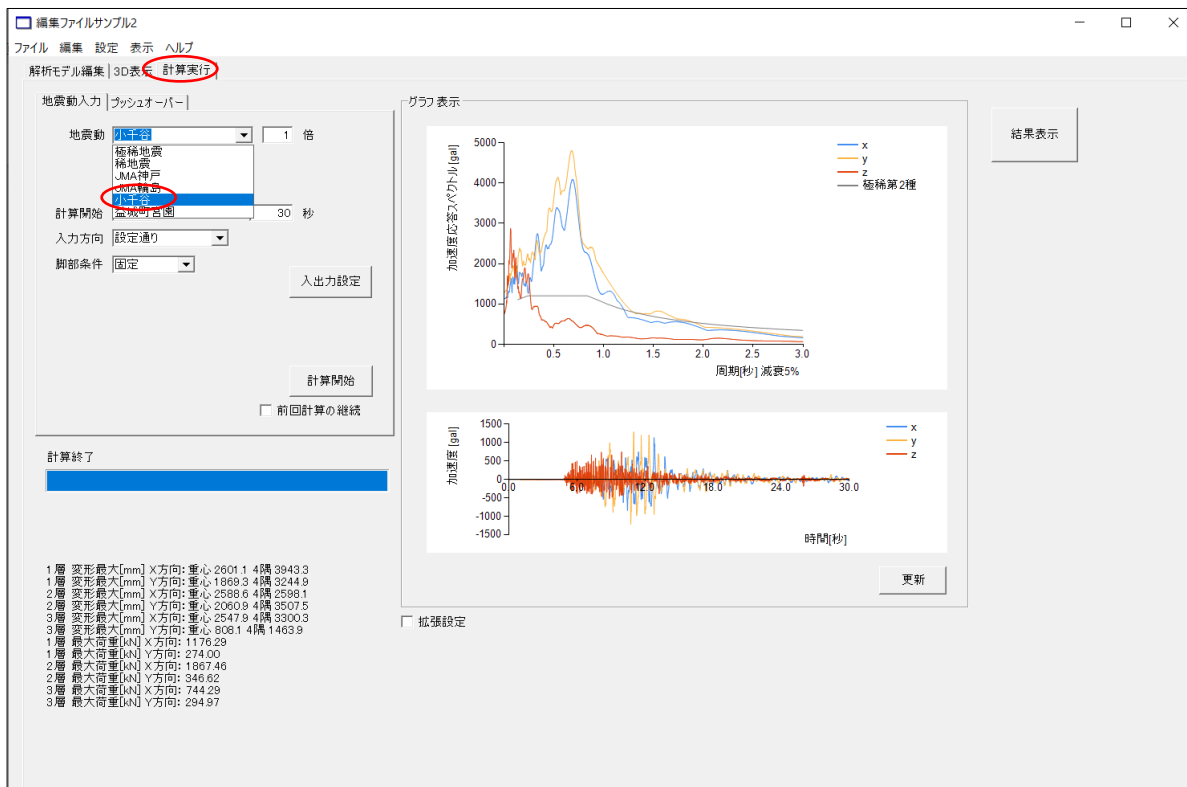 編集ファイルサンプル2
ファイル 編集 設定 表示 ヘルプ
解析モデル編集 3D表示 計算実行
地震動入力 プッシュオーバー
地震動 小千谷 1 倍
極稀地震
稀地震
JMA神戸
JMA輪島
小千谷
益城町宮園
計算開始 30 秒
入力方向 設定通り
脚部条件 固定
入出力設定
計算開始
前回計算の継続
計算終了
1層 変形最大[mm] X方向: 重心 2601.1 4隅 3943.3
1層 変形最大[mm] Y方向: 重心 1869.3 4隅 3244.9
2層 変形最大[mm] X方向: 重心 2588.6 4隅 2598.1
2層 変形最大[mm] Y方向: 重心 2060.9 4隅 3507.5
3層 変形最大[mm] X方向: 重心 2547.9 4隅 3300.3
3層 変形最大[mm] Y方向: 重心 808.1 4隅 1463.9
1層 最大荷重[kN] X方向: 1176.29
1層 最大荷重[kN] Y方向: 274.00
2層 最大荷重[kN] X方向: 1867.46
2層 最大荷重[kN] Y方向: 346.62
3層 最大荷重[kN] X方向: 744.29
3層 最大荷重[kN] Y方向: 294.97
グラフ表示
加速度応答スペクトル [gal]
5000
4000
3000
2000
1000
0
0.5 1.0 1.5 2.0 2.5 3.0
周期[秒] 減衰5%
x
y
z
極稀第2種
加速度 [gal]
1500
1000
500
0
-500
-1000
-1500
0.0 6.0 12.0 18.0 24.0 30.0
時間[秒]
x
y
z
更新
拡張設定
結果表示